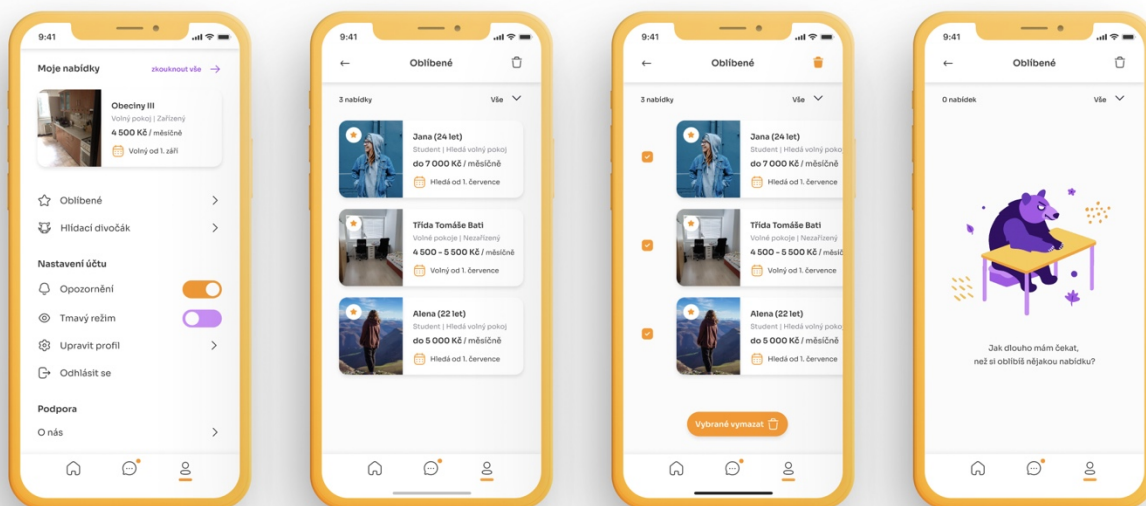 9:41
Moje nabídky
zkouknout vše
Obeciny III
Volný pokoj | Zařízený
4 500 Kč / měsíčně
Volný od 1. září
Oblíbené
Hlídací divočák
Nastavení účtu
Opozornění
Tmavý režim
Upravit profil
Odhlásit se
Podpora
O nás
9:41
Oblíbené
3 nabídky
Vše
Jana (24 let)
Student | Hledá volný pokoj
do 7 000 Kč / měsíčně
Hledá od 1. července
Třída Tomáše Bati
Volné pokoje | Nezařízený
4 500 – 5 500 Kč / měsíčně
Volný od 1. července
Alena (22 let)
Student | Hledá volný pokoj
do 5 000 Kč / měsíčně
Hledá od 1. července
9:41
Oblíbené
3 nabídky
Vše
Jana (24 let)
Student | Hledá volný poko
do 7 000 Kč / měsíčně
Hledá od 1. července
Třída Tomáše Bati
Volné pokoje | Nezařízený
4 500 – 5 500 Kč / měsíč
Volný od 1. července
Alena (22 let)
Student | Hledá volný poko
do 5 000 Kč / měsíčně
Hledá od 1. července
Vybrané vymazat
9:41
Oblíbené
0 nabídek
Vše
Jak dlouho mám čekat,
než si oblíbíš nějakou nabídku?